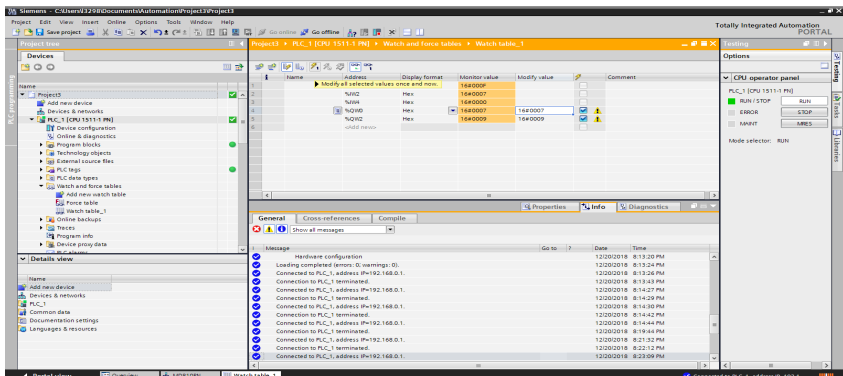 Siemens - C:\Users\13298\Documents\Automation\Project3\Project3
Project Edit View Insert Online Options Tools Window Help
Totally Integrated Automation
PORTAL
Save project Go online Go offline
Project tree
Project3 ▸ PLC_1 [CPU 1511-1 PN] ▸ Watch and force tables ▸ Watch table_1
Testing
Devices
Options
Name Address Display format Monitor value Modify value Comment
CPU operator panel
Modify all selected values once and now.
1 16#000F
2 %IW2 Hex 16#0007
3 %IW4 Hex 16#0000
4 %QW0 Hex 16#0007 16#0007
5 %QW2 Hex 16#0009 16#0009
6 <Add new>
PLC_1 [CPU 1511-1 PN]
RUN / STOP RUN
ERROR STOP
MAINT MRES
Mode selector: RUN
Testing
Tasks
Libraries
PLC programming
Name
Project3
Add new device
Devices & networks
PLC_1 [CPU 1511-1 PN]
Device configuration
Online & diagnostics
Program blocks
Technology objects
External source files
PLC tags
PLC data types
Watch and force tables
Add new watch table
Force table
Watch table_1
Online backups
Traces
Program info
Device proxy data
Details view
Name
Add new device
Devices & networks
PLC_1
Common data
Documentation settings
Languages & resources
Properties Info Diagnostics
General Cross-references Compile
Show all messages
! Message Go to ? Date Time
Hardware configuration 12/20/2018 8:13:20 PM
Loading completed (errors: 0; warnings: 0). 12/20/2018 8:13:24 PM
Connected to PLC_1, address IP=192.168.0.1. 12/20/2018 8:13:26 PM
Connection to PLC_1 terminated. 12/20/2018 8:13:43 PM
Connected to PLC_1, address IP=192.168.0.1. 12/20/2018 8:14:27 PM
Connection to PLC_1 terminated. 12/20/2018 8:14:29 PM
Connected to PLC_1, address IP=192.168.0.1. 12/20/2018 8:14:30 PM
Connection to PLC_1 terminated. 12/20/2018 8:14:42 PM
Connected to PLC_1, address IP=192.168.0.1. 12/20/2018 8:14:44 PM
Connection to PLC_1 terminated. 12/20/2018 8:19:44 PM
Connected to PLC_1, address IP=192.168.0.1. 12/20/2018 8:21:32 PM
Connection to PLC_1 terminated. 12/20/2018 8:22:12 PM
Connected to PLC_1, address IP=192.168.0.1. 12/20/2018 8:23:09 PM
Portal view Overview Watch table_1